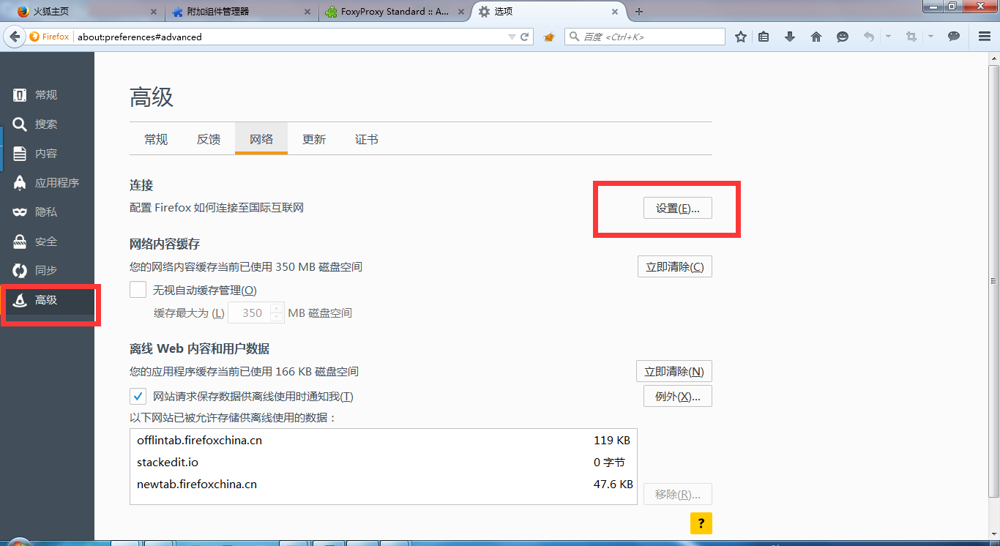 火狐主页
附加组件管理器
FoxyProxy Standard :: A...
选项
Firefox
about:preferences#advanced
百度 <Ctrl+K>
常规
搜索
内容
应用程序
隐私
安全
同步
高级
高级
常规 反馈 网络 更新 证书
连接
配置 Firefox 如何连接至国际互联网
设置(E)...
网络内容缓存
您的网络内容缓存当前已使用 350 MB 磁盘空间
立即清除(C)
无视自动缓存管理(O)
缓存最大为 (L) 350 MB 磁盘空间
离线 Web 内容和用户数据
您的应用程序缓存当前已使用 166 KB 磁盘空间
立即清除(N)
网站请求保存数据供离线使用时通知我(T)
例外(X)...
以下网站已被允许存储供离线使用的数据：
offlintab.firefoxchina.cn 119 KB
stackedit.io 0 字节
newtab.firefoxchina.cn 47.6 KB
移除(R)...
?